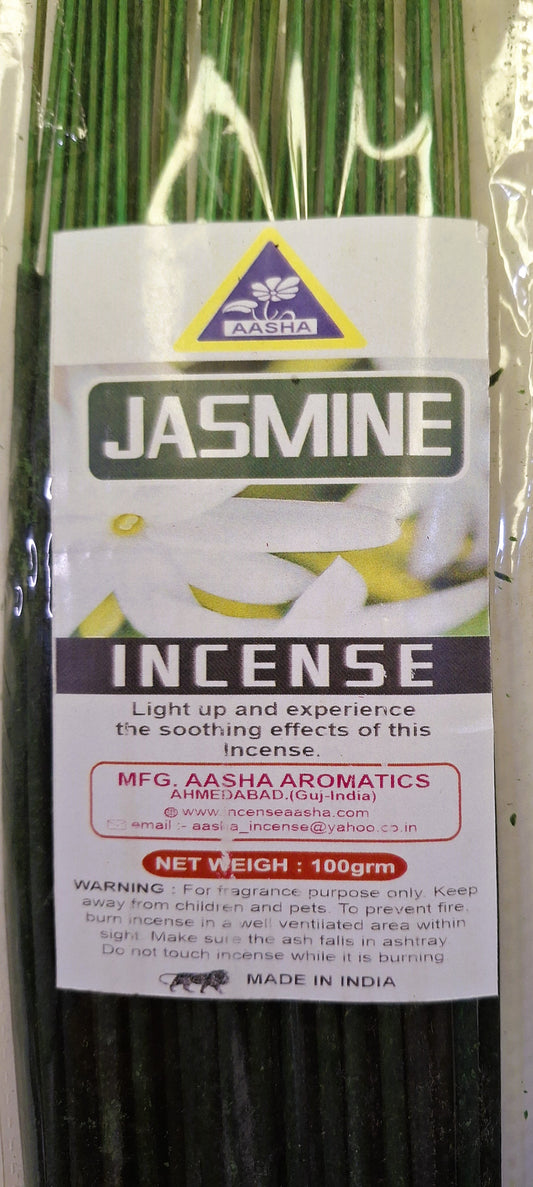 AASHA
JASMINE
INCENSE
Light up and experience
the soothing effects of this
Incense.
MFG. AASHA AROMATICS
AHMEDABAD.(Guj-India)
www.incenseaasha.com
email :- aasha_incense@yahoo.co.in
NET WEIGH : 100grm
WARNING : For fragrance purpose only. Keep
away from children and pets. To prevent fire,
burn incense in a well ventilated area within
sight. Make sure the ash falls in ashtray.
Do not touch incense while it is burning
MADE IN INDIA